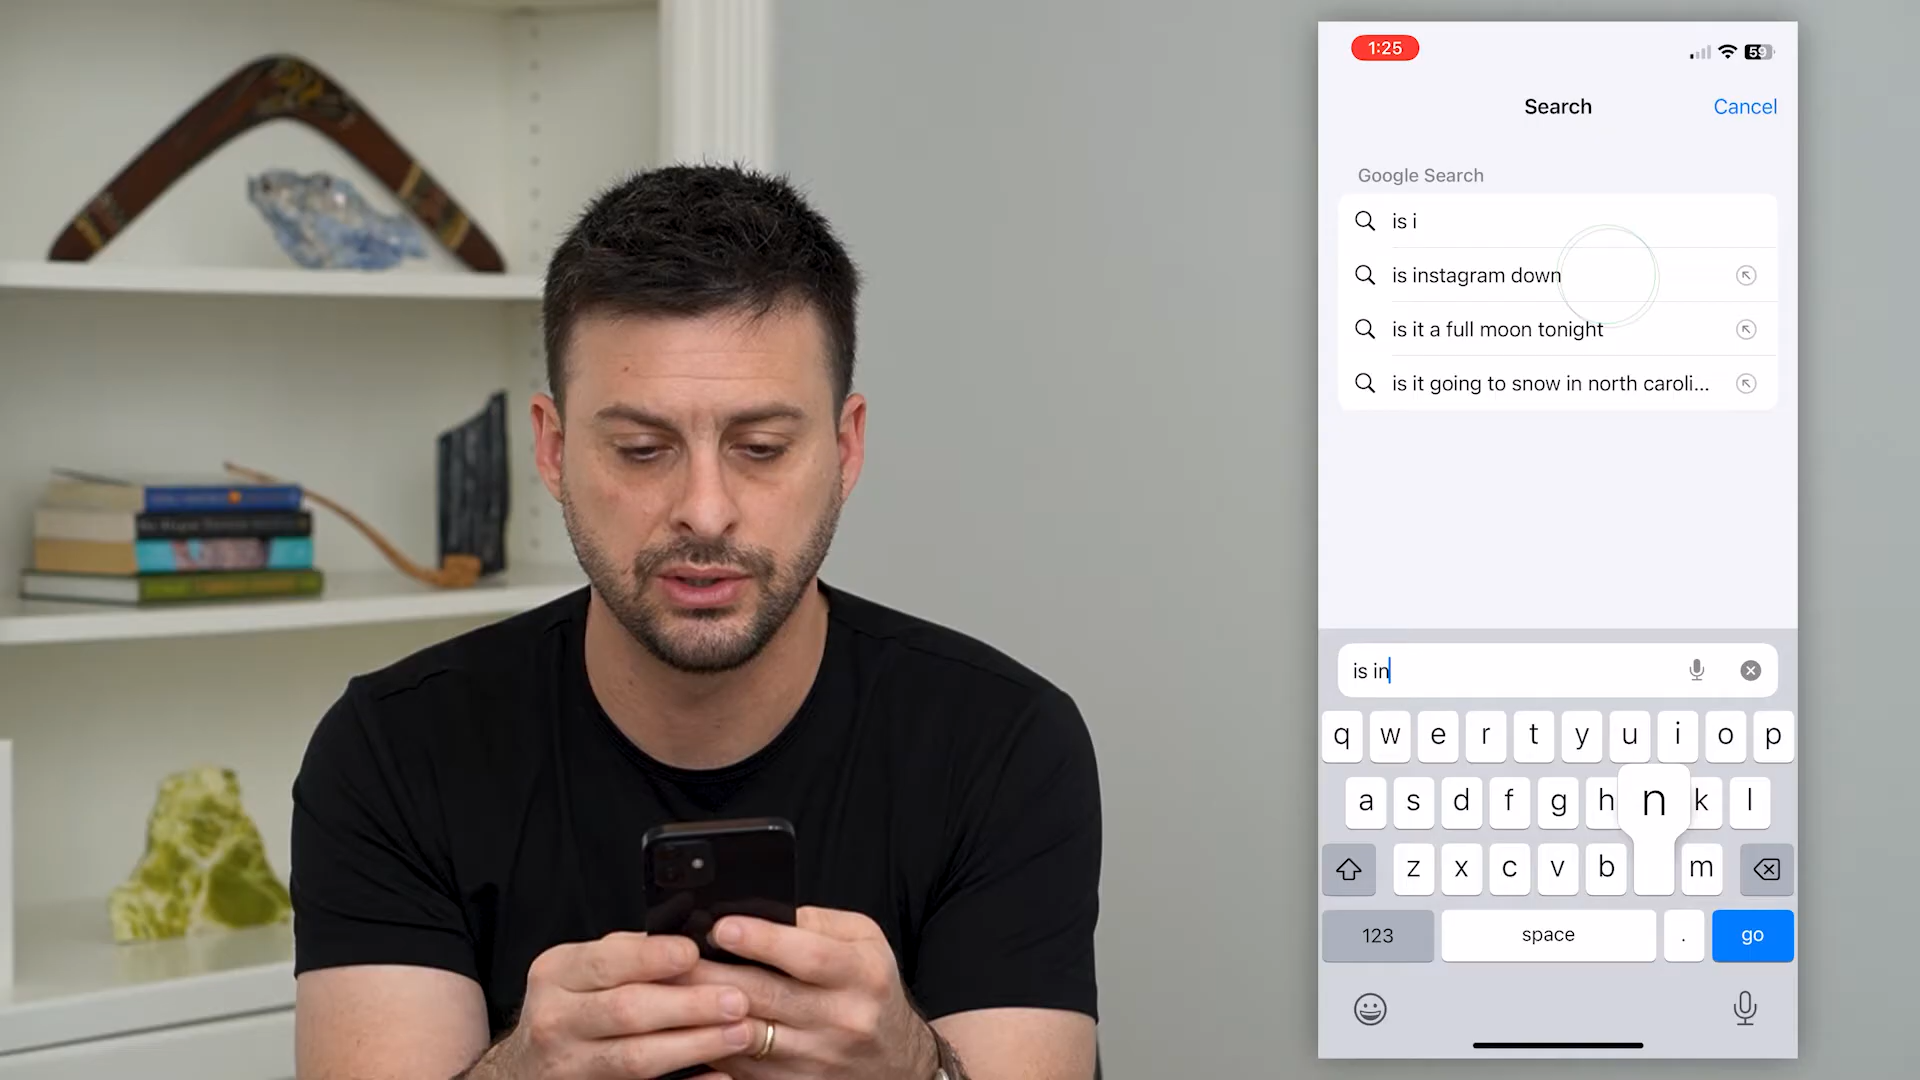 1:25
59
Search
Cancel
Google Search
is i
is instagram down
is it a full moon tonight
is it going to snow in north caroli...
is in
q w e r t y u i o p
a s d f g h n k l
z x c v b m
123 space . go